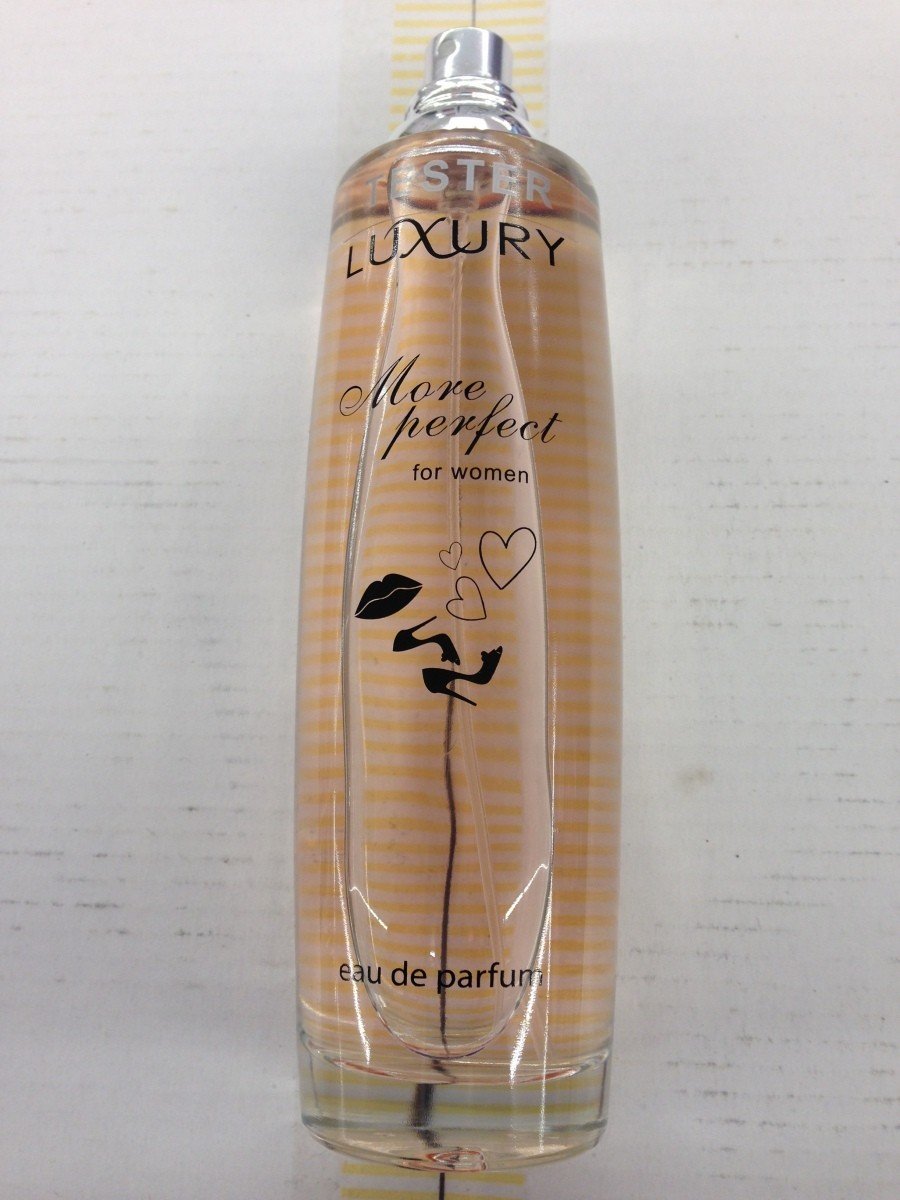 TESTER
LUXURY
More
perfect
for women
eau de parfum